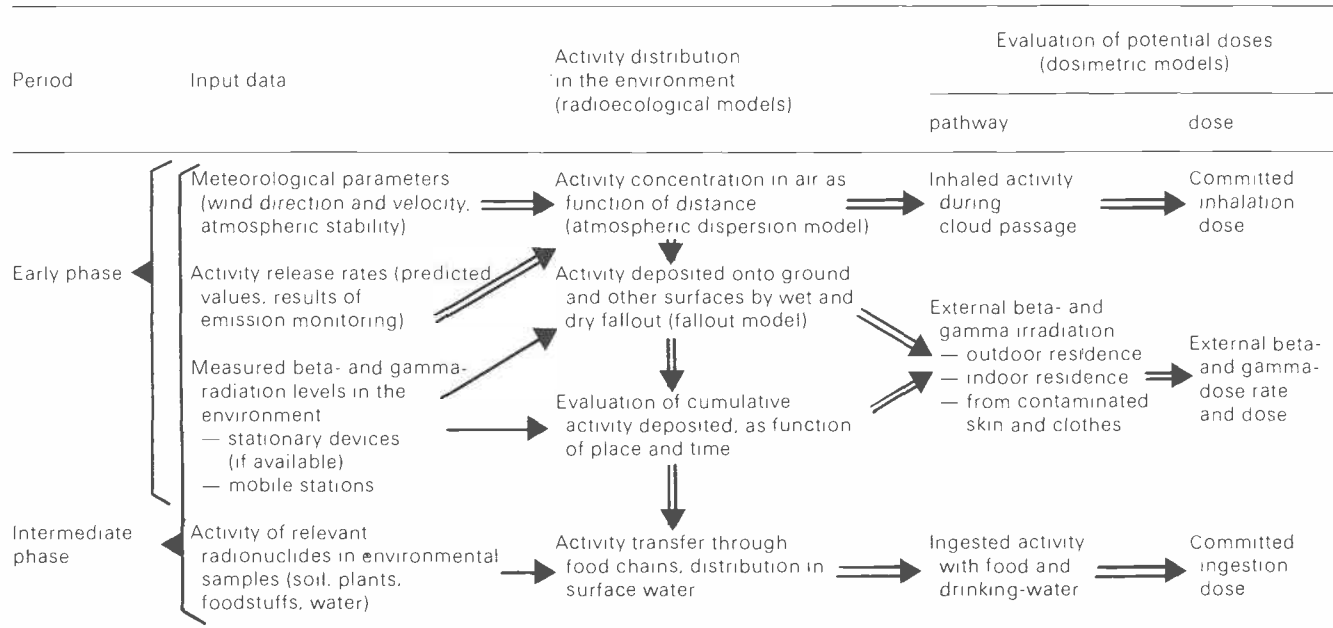 Period
Input data
Activity distribution
in the environment
(radioecological models)
Evaluation of potential doses
(dosimetric models)
pathway
dose
Early phase
Meteorological parameters
(wind direction and velocity,
atmospheric stability)
Activity concentration in air as
function of distance
(atmospheric dispersion model)
Inhaled activity
during
cloud passage
Committed
inhalation
dose
Activity release rates (predicted
values, results of
emission monitoring)
Activity deposited onto ground
and other surfaces by wet and
dry fallout (fallout model)
External beta- and
gamma irradiation
— outdoor residence
— indoor residence
— from contaminated
skin and clothes
External beta-
and gamma-
dose rate
and dose
Measured beta- and gamma-
radiation levels in the
environment
— stationary devices
(if available)
— mobile stations
Evaluation of cumulative
activity deposited, as function
of place and time
Intermediate
phase
Activity of relevant
radionuclides in environmental
samples (soil, plants,
foodstuffs, water)
Activity transfer through
food chains, distribution in
surface water
Ingested activity
with food and
drinking-water
Committed
ingestion
dose